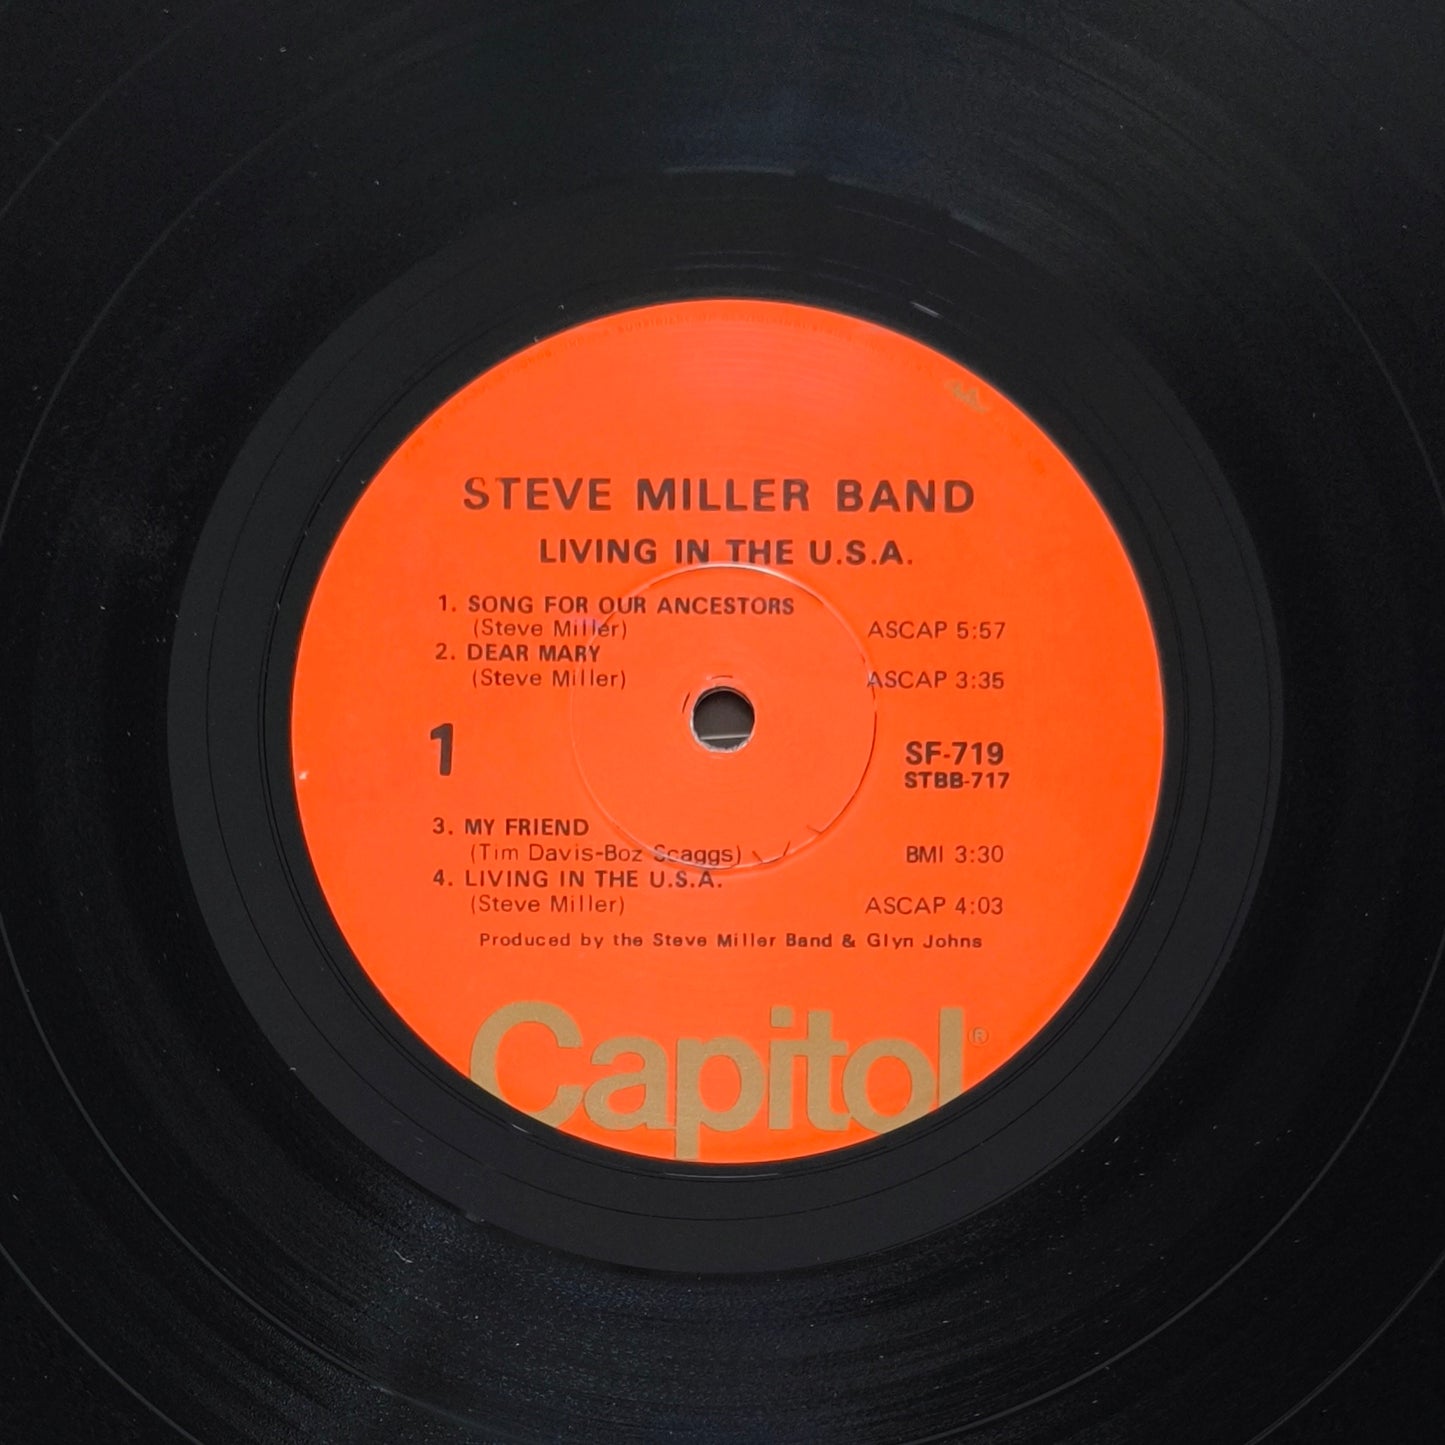 STEVE MILLER BAND
LIVING IN THE U.S.A.
1. SONG FOR OUR ANCESTORS
(Steve Miller) ASCAP 5:57
2. DEAR MARY
(Steve Miller) ASCAP 3:35
1 SF-719
STBB-717
3. MY FRIEND
(Tim Davis-Boz Scaggs) BMI 3:30
4. LIVING IN THE U.S.A.
(Steve Miller) ASCAP 4:03
Produced by the Steve Miller Band & Glyn Johns
Capitol®